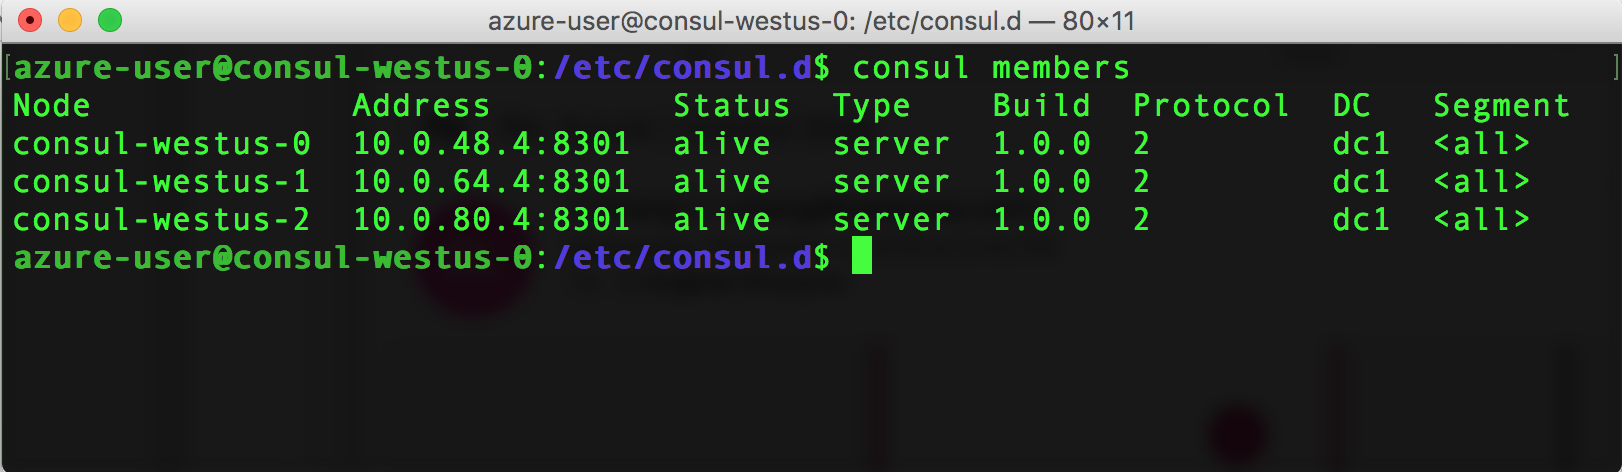 azure-user@consul-westus-0: /etc/consul.d — 80×11
[azure-user@consul-westus-0:/etc/consul.d$ consul members ]
Node             Address         Status  Type    Build  Protocol  DC   Segment
consul-westus-0  10.0.48.4:8301  alive   server  1.0.0  2         dc1  <all>
consul-westus-1  10.0.64.4:8301  alive   server  1.0.0  2         dc1  <all>
consul-westus-2  10.0.80.4:8301  alive   server  1.0.0  2         dc1  <all>
azure-user@consul-westus-0:/etc/consul.d$